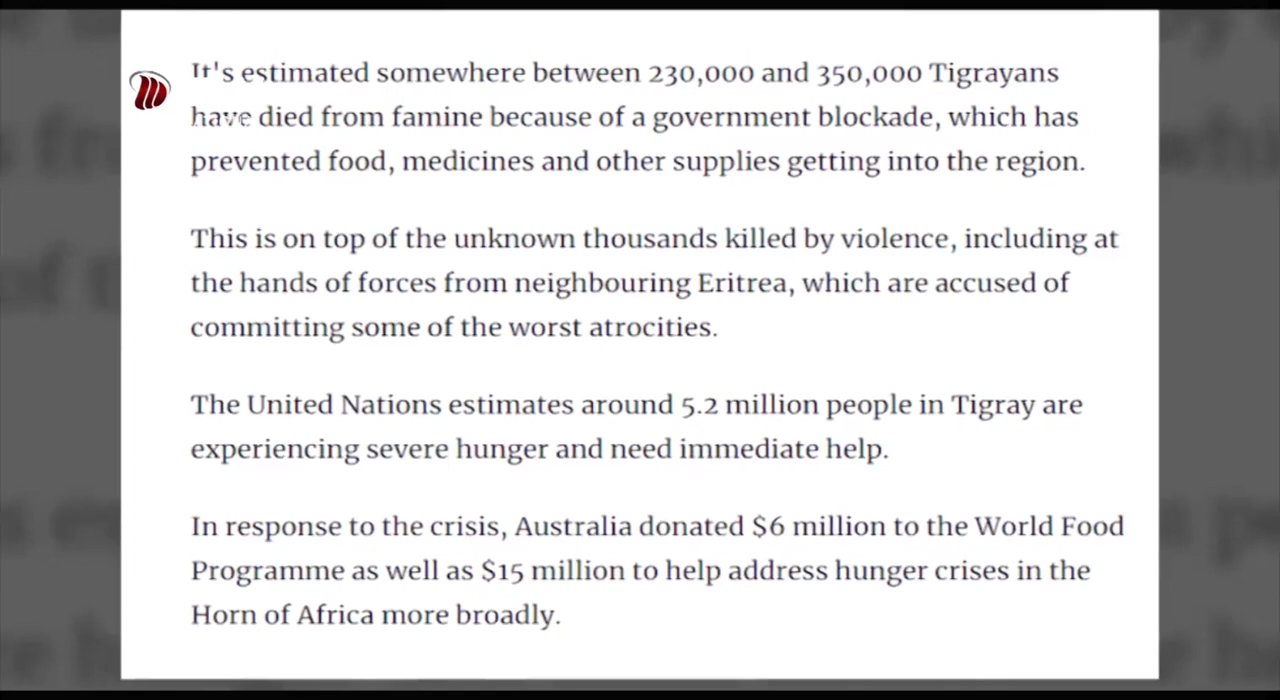 It's estimated somewhere between 230,000 and 350,000 Tigrayans
have died from famine because of a government blockade, which has
prevented food, medicines and other supplies getting into the region.
This is on top of the unknown thousands killed by violence, including at
the hands of forces from neighbouring Eritrea, which are accused of
committing some of the worst atrocities.
The United Nations estimates around 5.2 million people in Tigray are
experiencing severe hunger and need immediate help.
In response to the crisis, Australia donated $6 million to the World Food
Programme as well as $15 million to help address hunger crises in the
Horn of Africa more broadly.